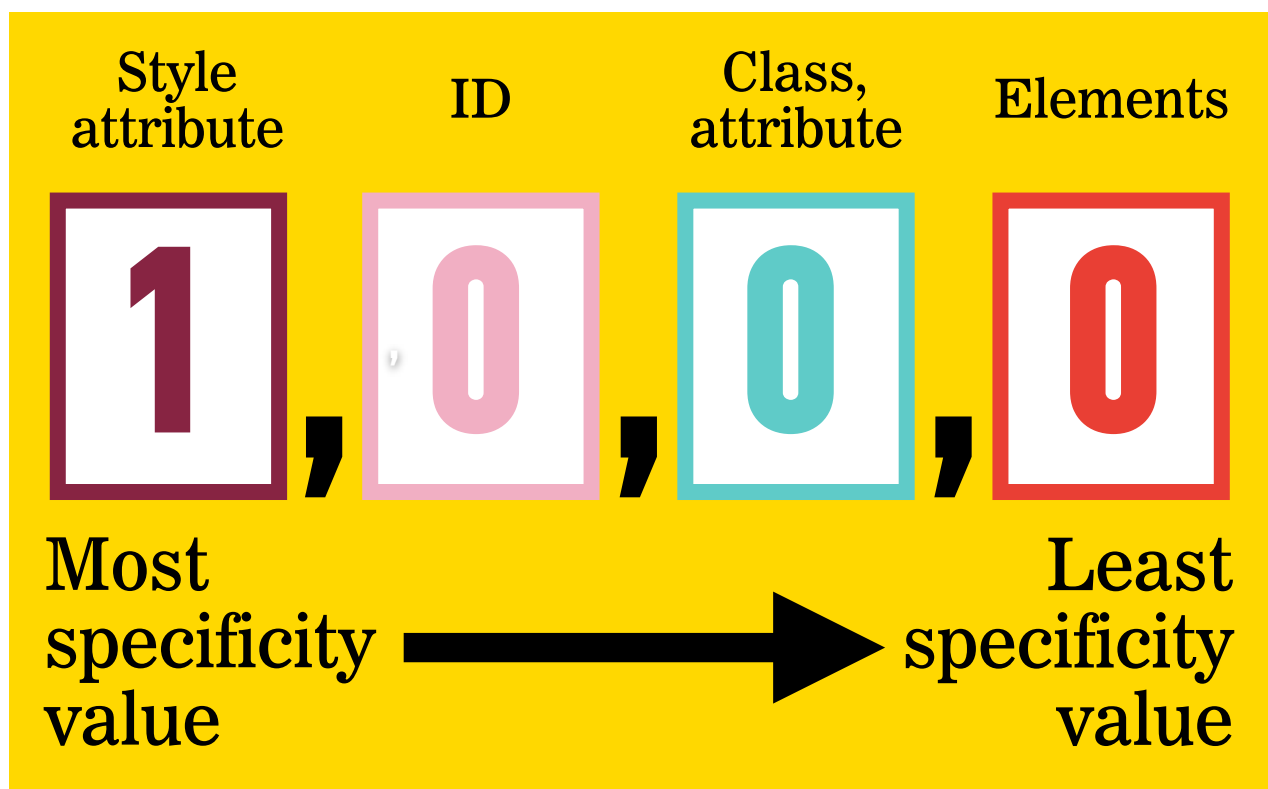 Style
attribute
ID
Class,
attribute
Elements
1,0,0,0
,
Most
specificity
value
Least
specificity
value